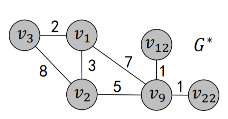 v₃ 2 v₁ v₁₂ G*
8 3 7 1
v₂ 5 v₉ 1 v₂₂